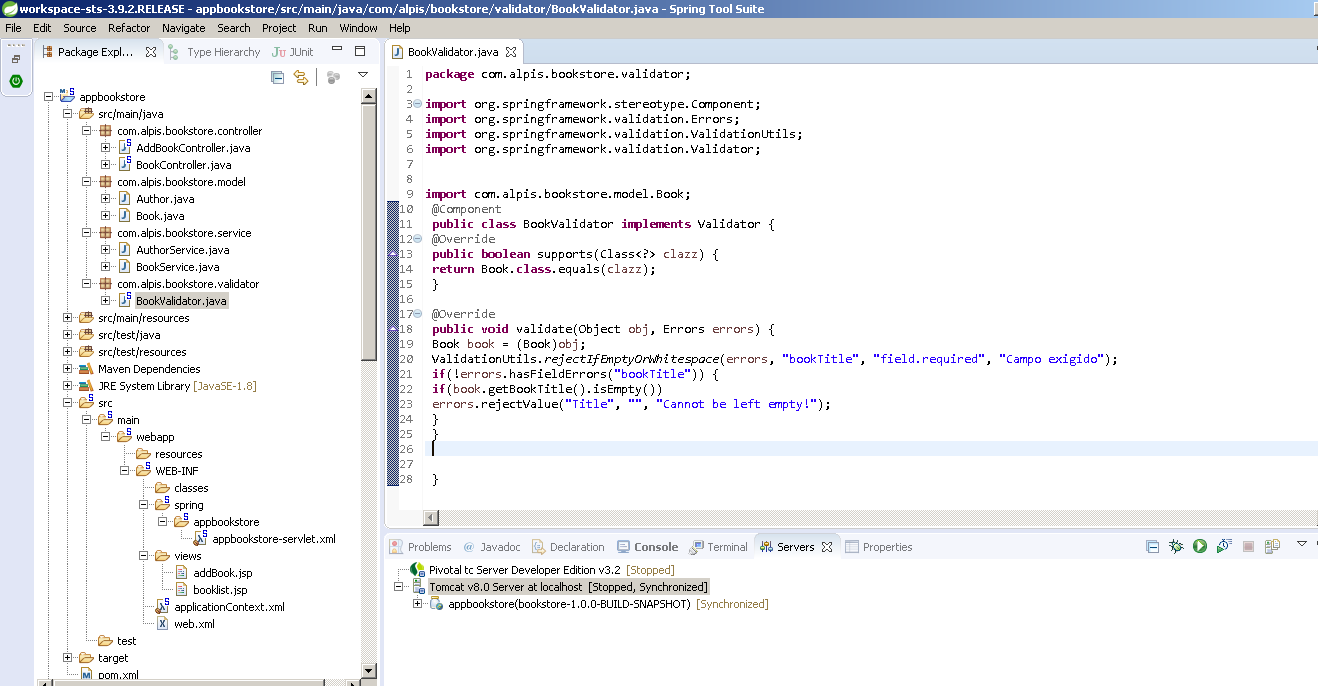 workspace-sts-3.9.2.RELEASE - appbookstore/src/main/java/com/alpis/bookstore/validator/BookValidator.java - Spring Tool Suite
File Edit Source Refactor Navigate Search Project Run Window Help
Package Expl... Type Hierarchy JUnit
appbookstore
src/main/java
com.alpis.bookstore.controller
AddBookController.java
BookController.java
com.alpis.bookstore.model
Author.java
Book.java
com.alpis.bookstore.service
AuthorService.java
BookService.java
com.alpis.bookstore.validator
BookValidator.java
src/main/resources
src/test/java
src/test/resources
Maven Dependencies
JRE System Library [JavaSE-1.8]
src
main
webapp
resources
WEB-INF
classes
spring
appbookstore
appbookstore-servlet.xml
views
addBook.jsp
booklist.jsp
applicationContext.xml
web.xml
test
target
pom.xml
BookValidator.java
1 package com.alpis.bookstore.validator;
2
3 import org.springframework.stereotype.Component;
4 import org.springframework.validation.Errors;
5 import org.springframework.validation.ValidationUtils;
6 import org.springframework.validation.Validator;
7
8
9 import com.alpis.bookstore.model.Book;
10 @Component
11 public class BookValidator implements Validator {
12 @Override
13 public boolean supports(Class<?> clazz) {
14 return Book.class.equals(clazz);
15 }
16
17 @Override
18 public void validate(Object obj, Errors errors) {
19 Book book = (Book)obj;
20 ValidationUtils.rejectIfEmptyOrWhitespace(errors, "bookTitle", "field.required", "Campo exigido");
21 if(!errors.hasFieldErrors("bookTitle")) {
22 if(book.getBookTitle().isEmpty())
23 errors.rejectValue("Title", "", "Cannot be left empty!");
24 }
25 }
26
27
28 }
Problems Javadoc Declaration Console Terminal Servers Properties
Pivotal tc Server Developer Edition v3.2 [Stopped]
Tomcat v8.0 Server at localhost [Stopped, Synchronized]
appbookstore(bookstore-1.0.0-BUILD-SNAPSHOT) [Synchronized]